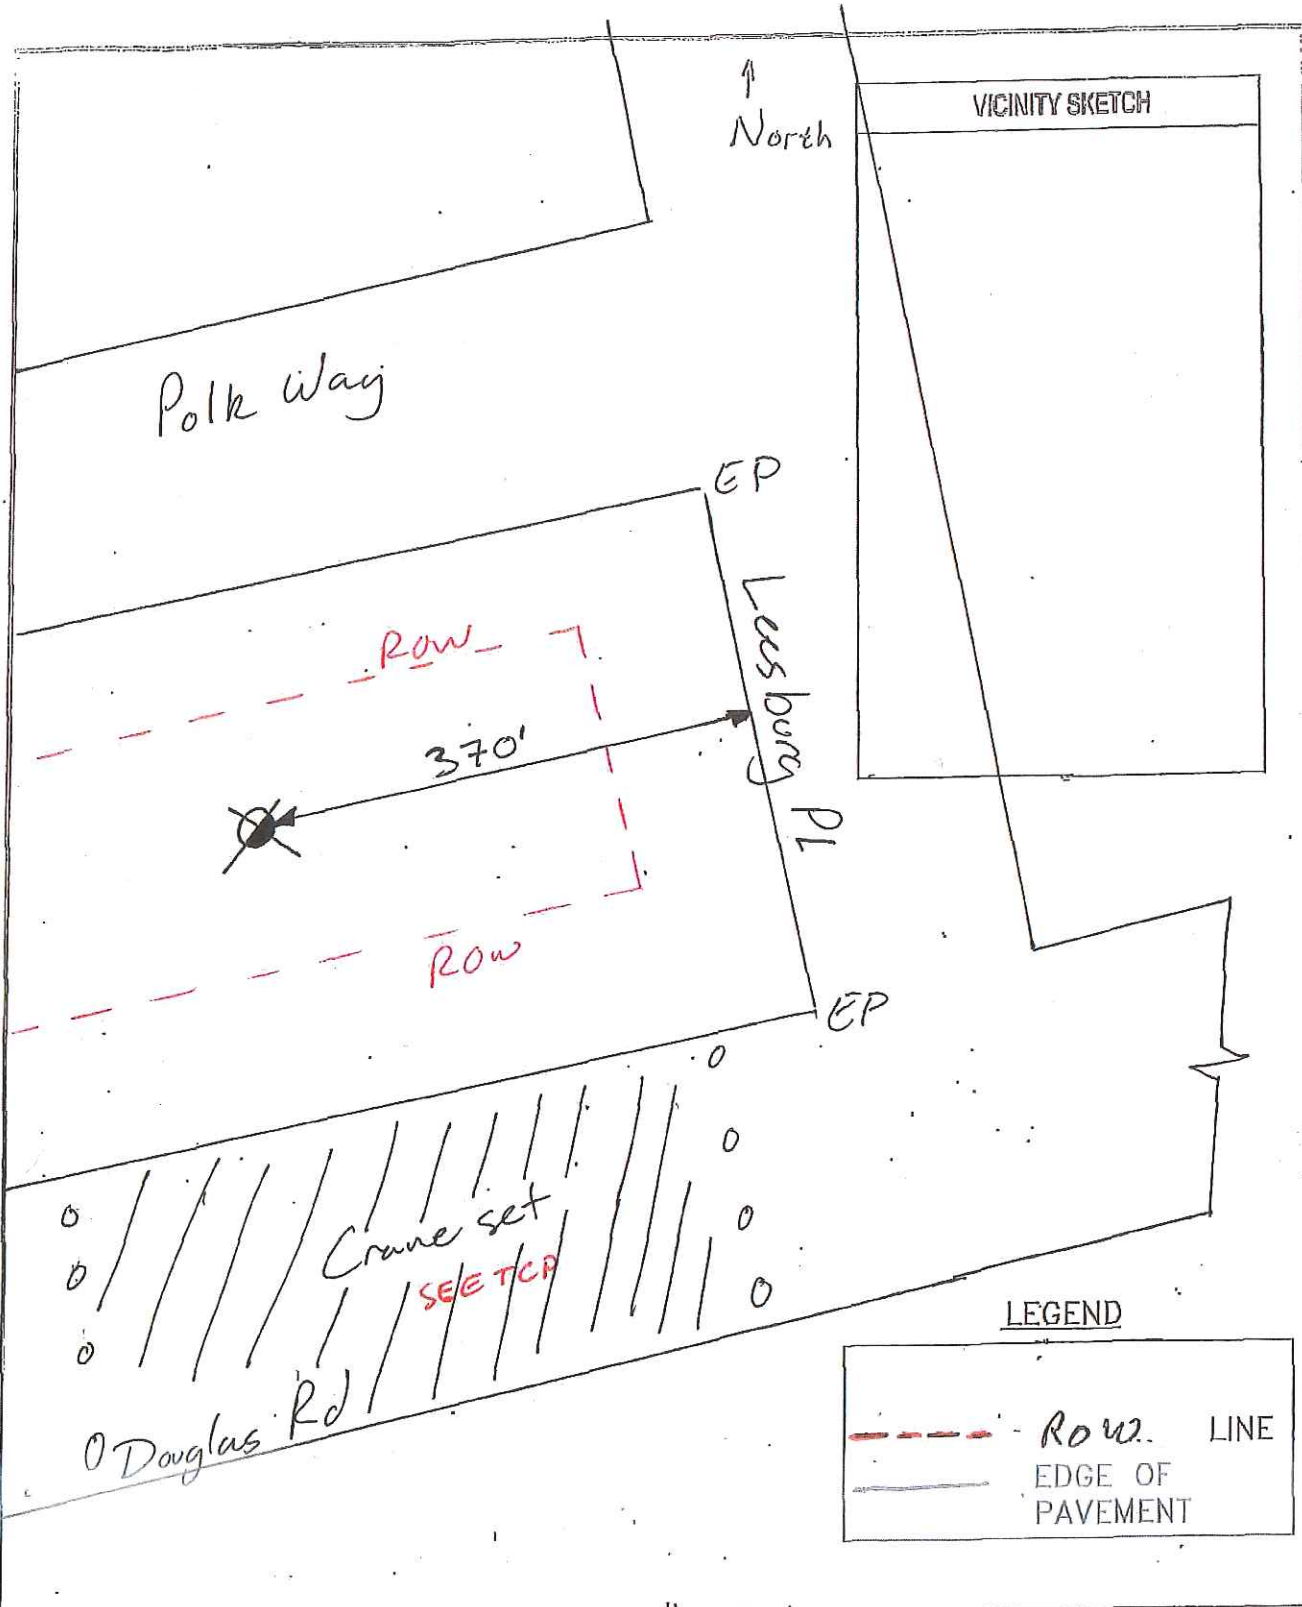 North
VICINITY SKETCH
Polk Way
EP
Leesburg Pl
ROW
370'
ROW
EP
Crane set
SEE TCP
Douglas Rd
LEGEND
ROW. LINE
EDGE OF
PAVEMENT